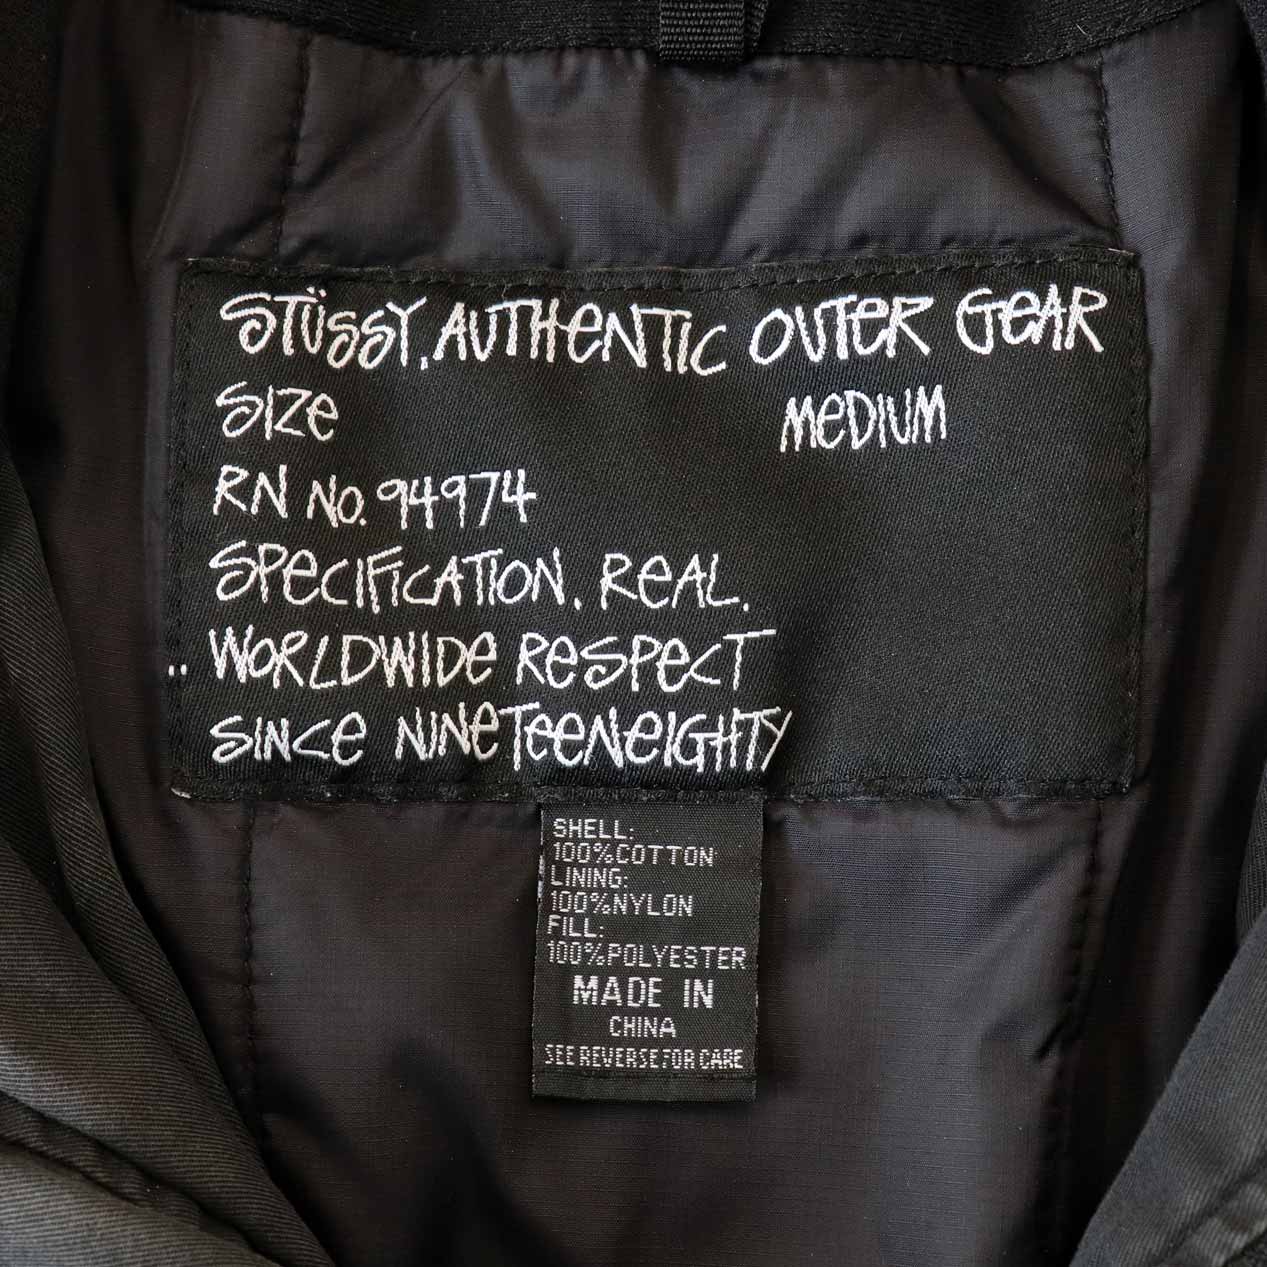 STÜSSY. AUTHENTIC OUTER GEAR
SIZE MEDIUM
RN NO. 94974
SPECIFICATION. REAL.
.. WORLDWIDE RESPECT
SINCE NINETEENEIGHTY
SHELL:
100%COTTON
LINING:
100%NYLON
FILL:
100%POLYESTER
MADE IN
CHINA
SEE REVERSE FOR CARE